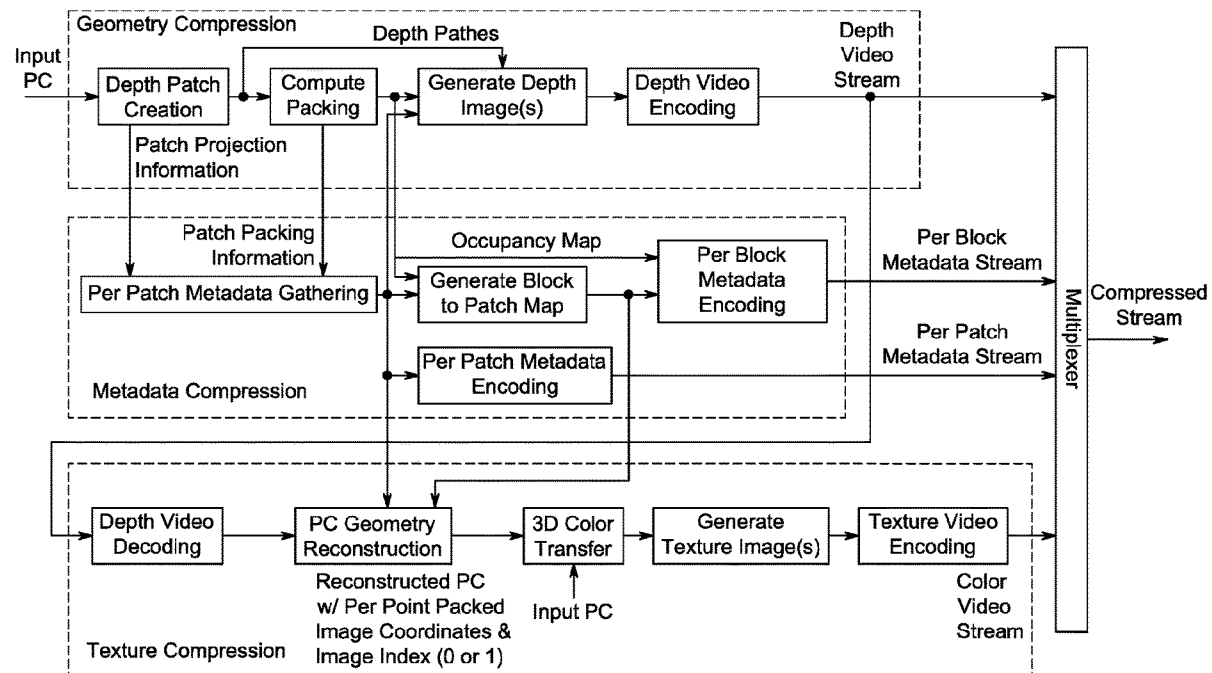 Geometry Compression
Depth Pathes
Depth
Video
Stream
Input
PC
Depth Patch
Creation
Compute
Packing
Generate Depth
Image(s)
Depth Video
Encoding
Patch Projection
Information
Patch Packing
Information
Occupancy Map
Per Block
Metadata
Encoding
Per Block
Metadata Stream
Per Patch Metadata Gathering
Generate Block
to Patch Map
Multiplexer
Compressed
Stream
Per Patch Metadata
Encoding
Per Patch
Metadata Stream
Metadata Compression
Depth Video
Decoding
PC Geometry
Reconstruction
3D Color
Transfer
Generate
Texture Image(s)
Texture Video
Encoding
Reconstructed PC
w/ Per Point Packed
Image Coordinates &
Image Index (0 or 1)
Input PC
Color
Video
Stream
Texture Compression